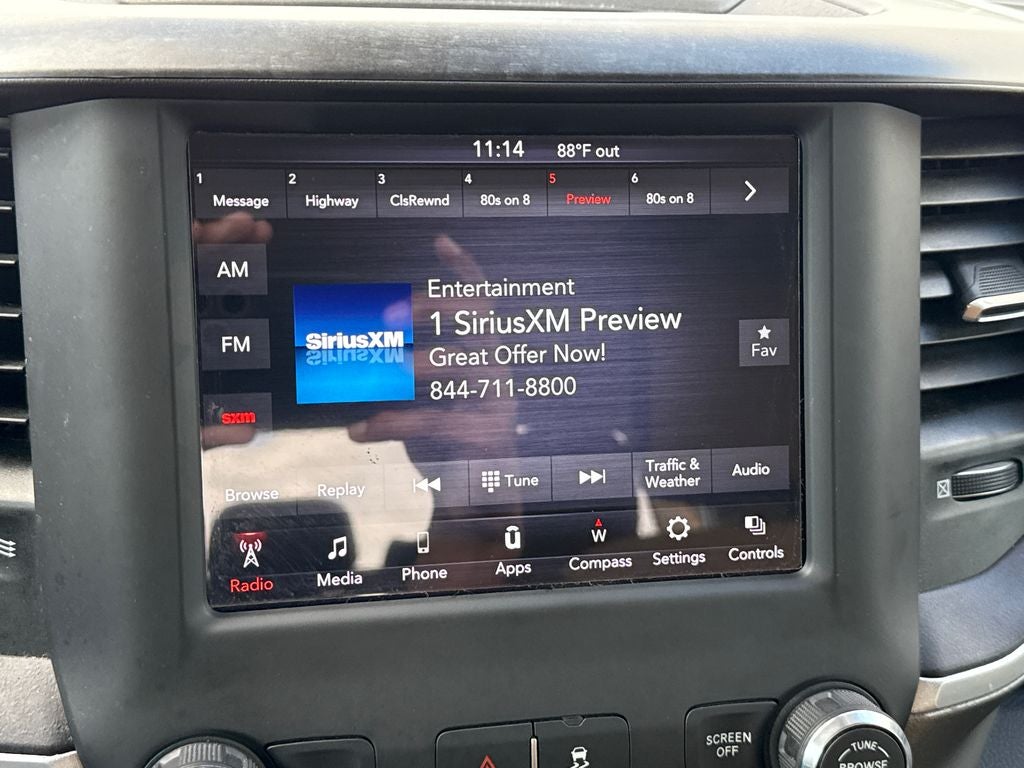 11:14 88°F out
1 2 3 4 5 6
Message Highway ClsRewnd 80s on 8 Preview 80s on 8
AM
FM
sxm
SiriusXM
Entertainment
1 SiriusXM Preview
Great Offer Now!
844-711-8800
Fav
Browse Replay Tune Traffic & Weather Audio
W
Radio Media Phone Apps Compass Settings Controls
SCREEN
OFF
TUNE
BROWSE